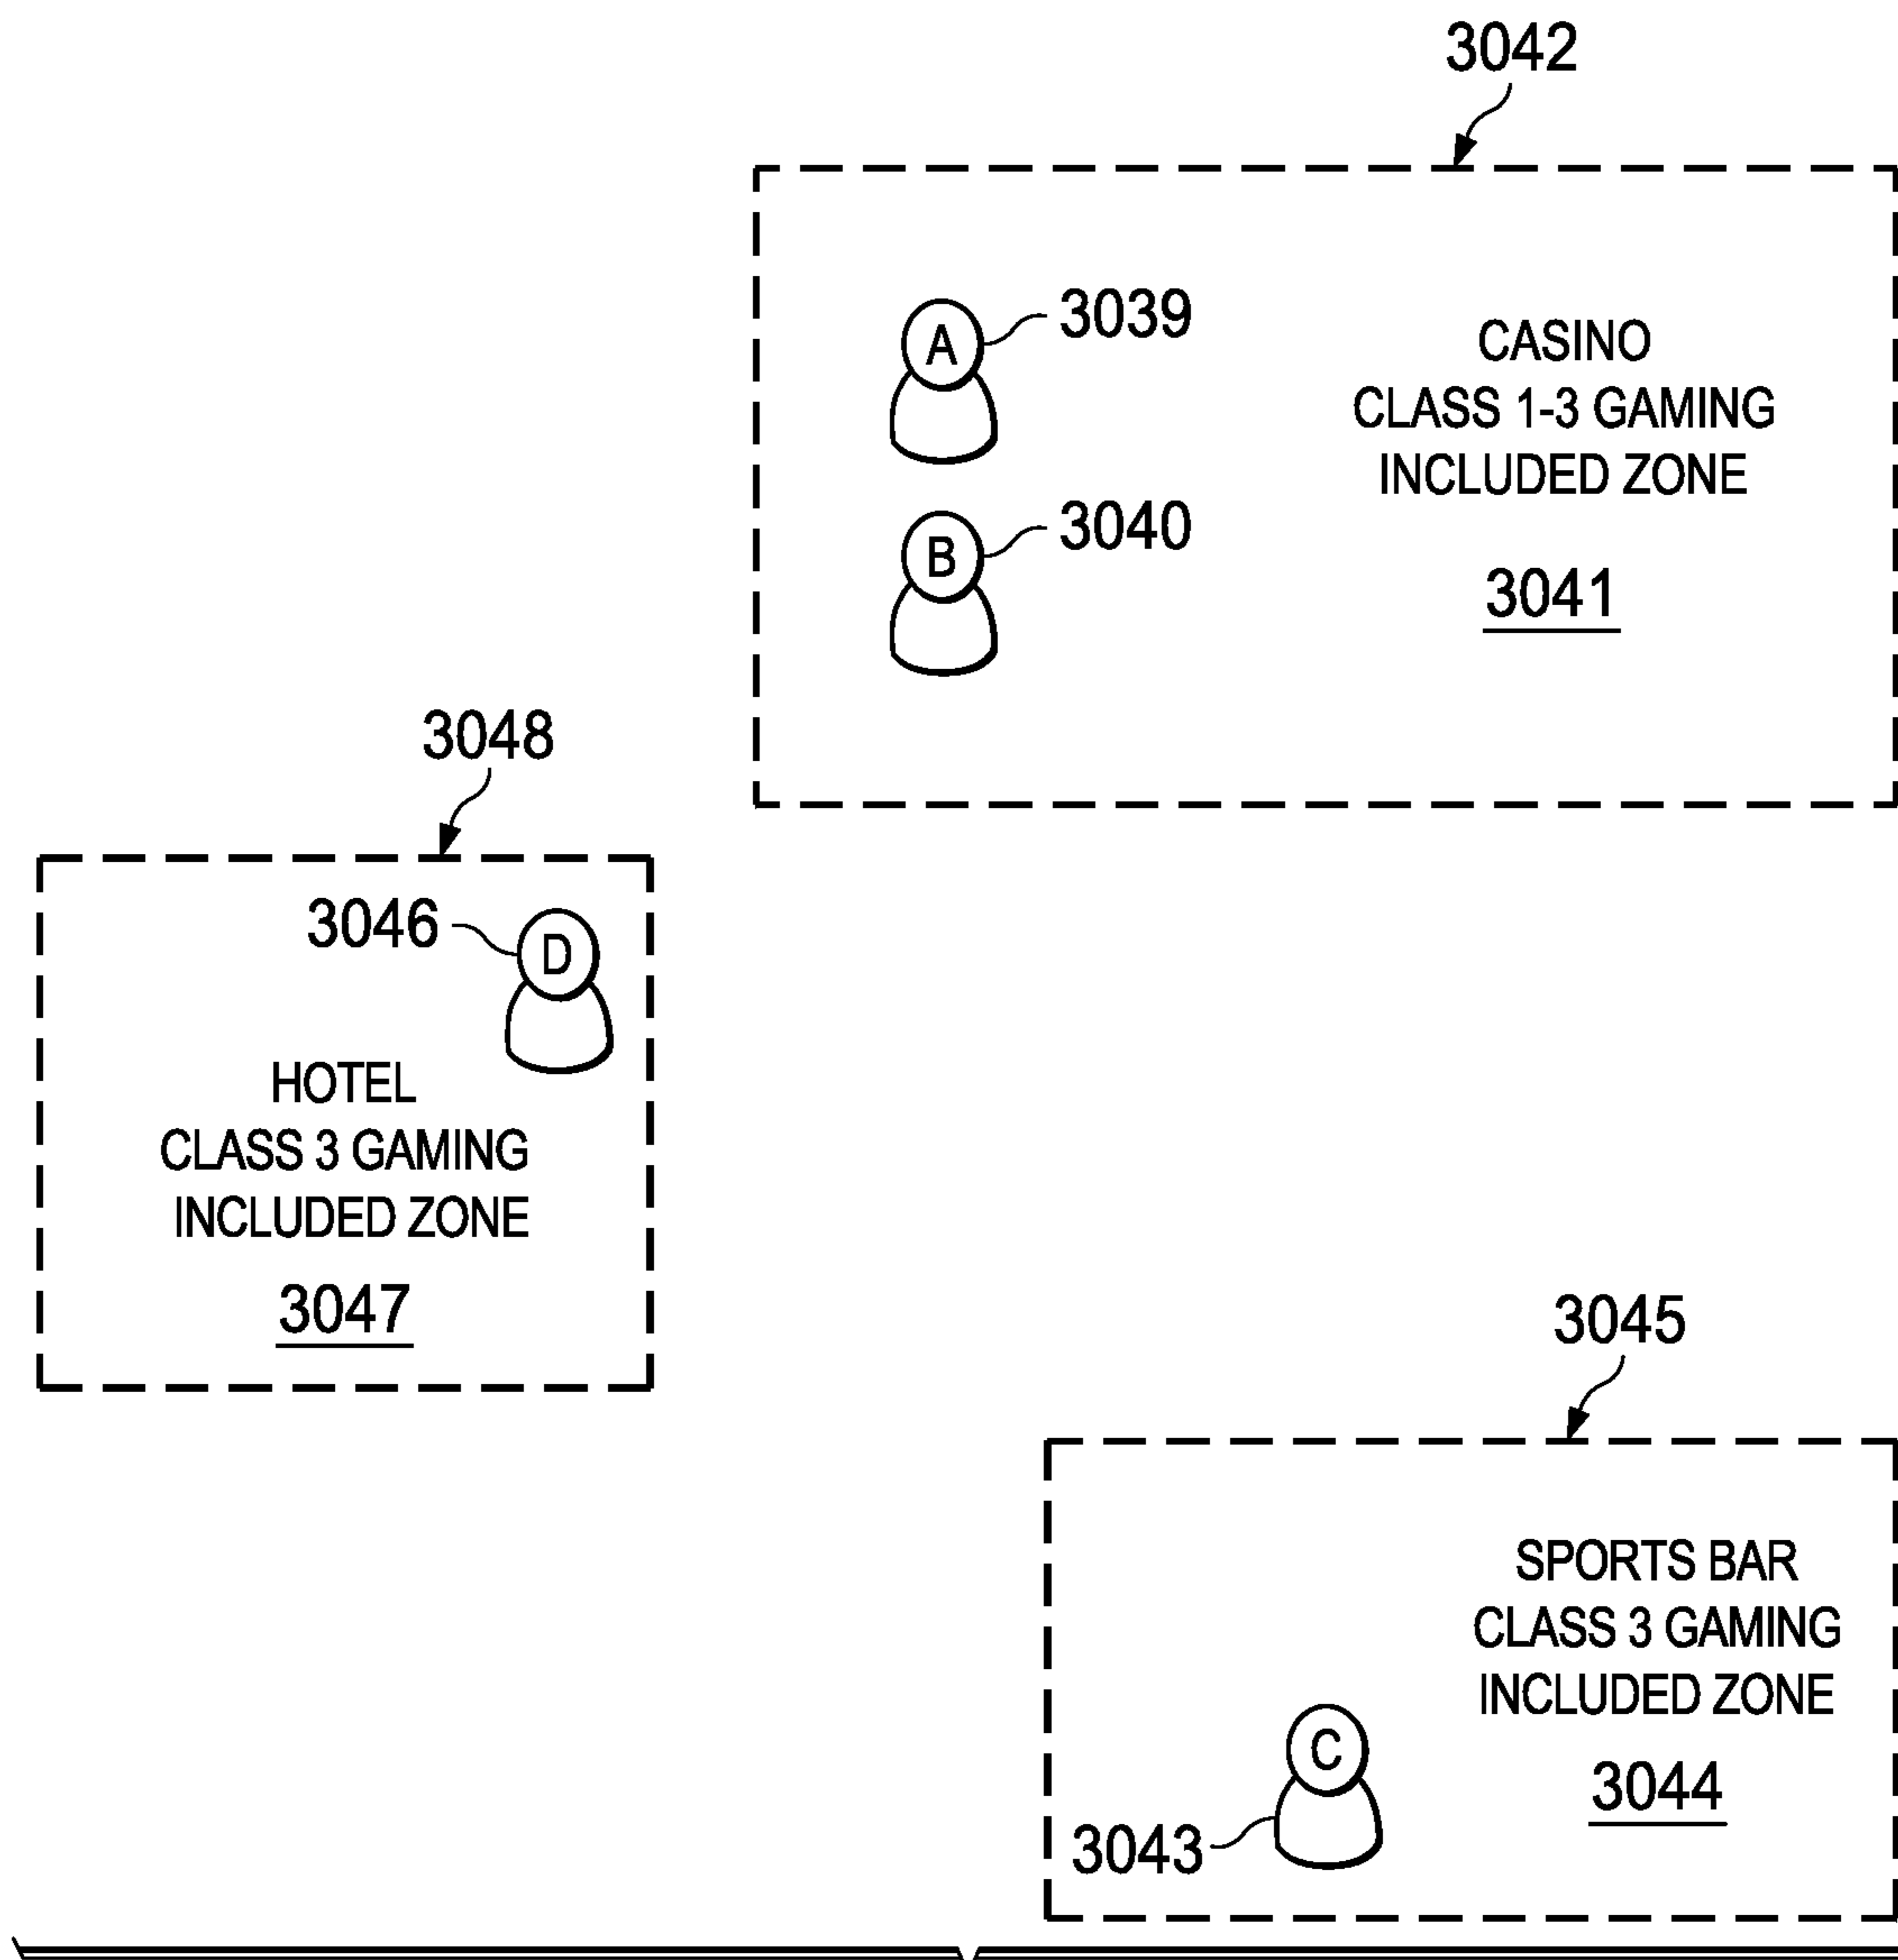 3042
A
3039
CASINO
CLASS 1-3 GAMING
INCLUDED ZONE
3041
B
3040
3048
3046
D
HOTEL
CLASS 3 GAMING
INCLUDED ZONE
3047
3045
SPORTS BAR
CLASS 3 GAMING
INCLUDED ZONE
3044
C
3043